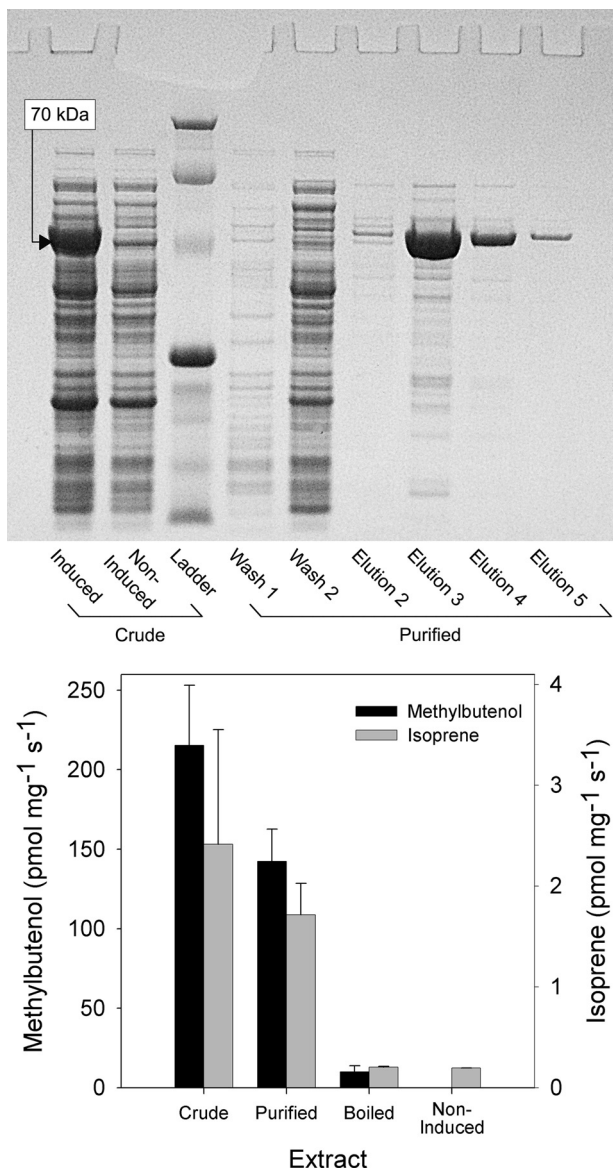 70 kDa
Induced
Non-
Induced
Ladder
Wash 1
Wash 2
Elution 2
Elution 3
Elution 4
Elution 5
Crude
Purified
Methylbutenol (pmol mg⁻¹ s⁻¹)
250
200
150
100
50
0
Methylbutenol
Isoprene
4
3
2
1
0
Isoprene (pmol mg⁻¹ s⁻¹)
Crude
Purified
Boiled
Non-
Induced
Extract